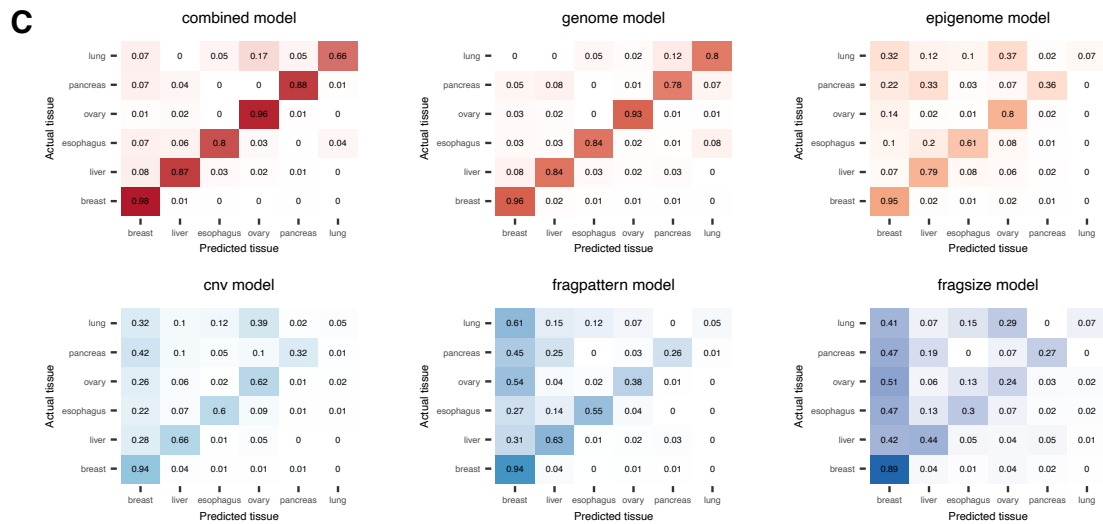 C
combined model
genome model
epigenome model
Actual tissue
lung 0.07 0 0.05 0.17 0.05 0.66
pancreas 0.07 0.04 0 0 0.88 0.01
ovary 0.01 0.02 0 0.96 0.01 0
esophagus 0.07 0.06 0.8 0.03 0 0.04
liver 0.08 0.87 0.03 0.02 0.01 0
breast 0.98 0.01 0 0 0 0
breast liver esophagus ovary pancreas lung
Predicted tissue
Actual tissue
lung 0 0 0.05 0.02 0.12 0.8
pancreas 0.05 0.08 0.01 0.01 0.78 0.07
ovary 0.03 0.02 0 0.93 0.01 0
esophagus 0.03 0.03 0.84 0.02 0.01 0.08
liver 0.08 0.84 0.03 0.02 0.02 0
breast 0.96 0.02 0.01 0.01 0.01 0
breast liver esophagus ovary pancreas lung
Predicted tissue
Actual tissue
lung 0.32 0.12 0.1 0.37 0.02 0.07
pancreas 0.22 0.33 0.03 0.07 0.36 0
ovary 0.14 0.02 0.01 0.8 0.02 0
esophagus 0.1 0.2 0.61 0.08 0.01 0
liver 0.07 0.79 0.08 0.06 0.02 0
breast 0.95 0.02 0.01 0.02 0.01 0
breast liver esophagus ovary pancreas lung
Predicted tissue
cnv model
fragpattern model
fragsize model
Actual tissue
lung 0.32 0.1 0.12 0.39 0.02 0.05
pancreas 0.42 0.1 0.05 0.1 0.32 0.01
ovary 0.26 0.06 0.02 0.62 0.01 0.02
esophagus 0.22 0.07 0.6 0.09 0.01 0.01
liver 0.28 0.66 0.01 0.05 0 0
breast 0.94 0.04 0.01 0.01 0.01 0
breast liver esophagus ovary pancreas lung
Predicted tissue
Actual tissue
lung 0.61 0.15 0.12 0.07 0 0.05
pancreas 0.45 0.25 0 0.03 0.26 0.01
ovary 0.54 0.04 0.02 0.38 0.01 0
esophagus 0.27 0.14 0.55 0.04 0 0
liver 0.31 0.63 0.01 0.02 0.03 0
breast 0.94 0.04 0 0.01 0.01 0
breast liver esophagus ovary pancreas lung
Predicted tissue
Actual tissue
lung 0.41 0.07 0.15 0.29 0 0.07
pancreas 0.47 0.19 0 0.07 0.27 0
ovary 0.51 0.06 0.13 0.24 0.03 0.02
esophagus 0.47 0.13 0.3 0.07 0.02 0.02
liver 0.42 0.44 0.05 0.04 0.05 0.01
breast 0.89 0.04 0.01 0.04 0.02 0
breast liver esophagus ovary pancreas lung
Predicted tissue